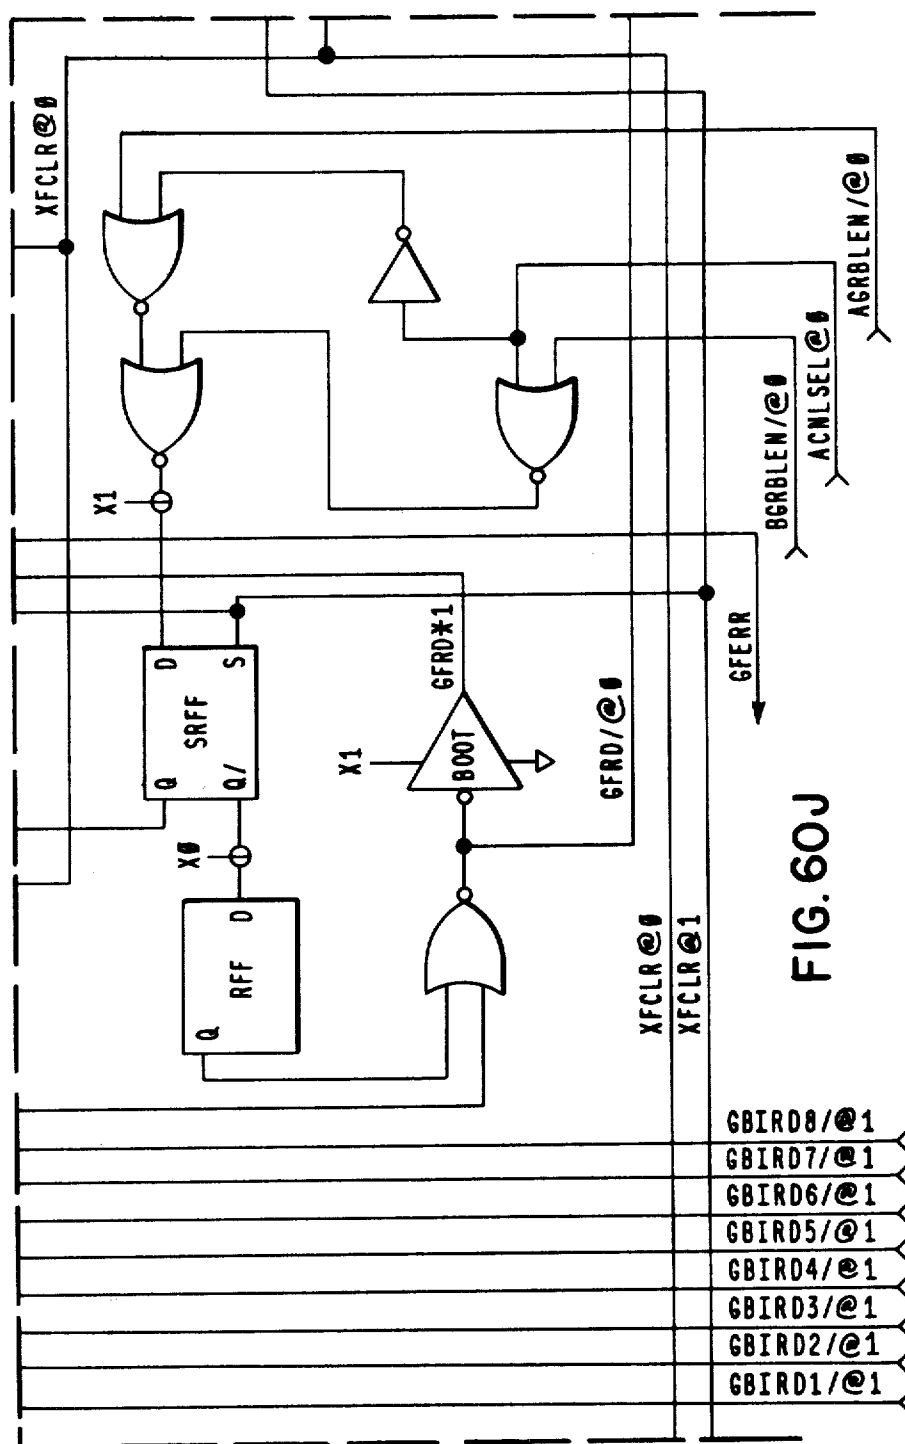 XFCLR@0
AGRBLEN/@0
ACNLSEL@0
BGRBLEN/@0
X1
D
S
SRFF
Q
Q/
GFRD*1
X1
BOOT
GFRD/@0
GFERR
X0
D
RFF
Q
XFCLR@0
XFCLR@1
FIG. 60J
GBIRD8/@1
GBIRD7/@1
GBIRD6/@1
GBIRD5/@1
GBIRD4/@1
GBIRD3/@1
GBIRD2/@1
GBIRD1/@1